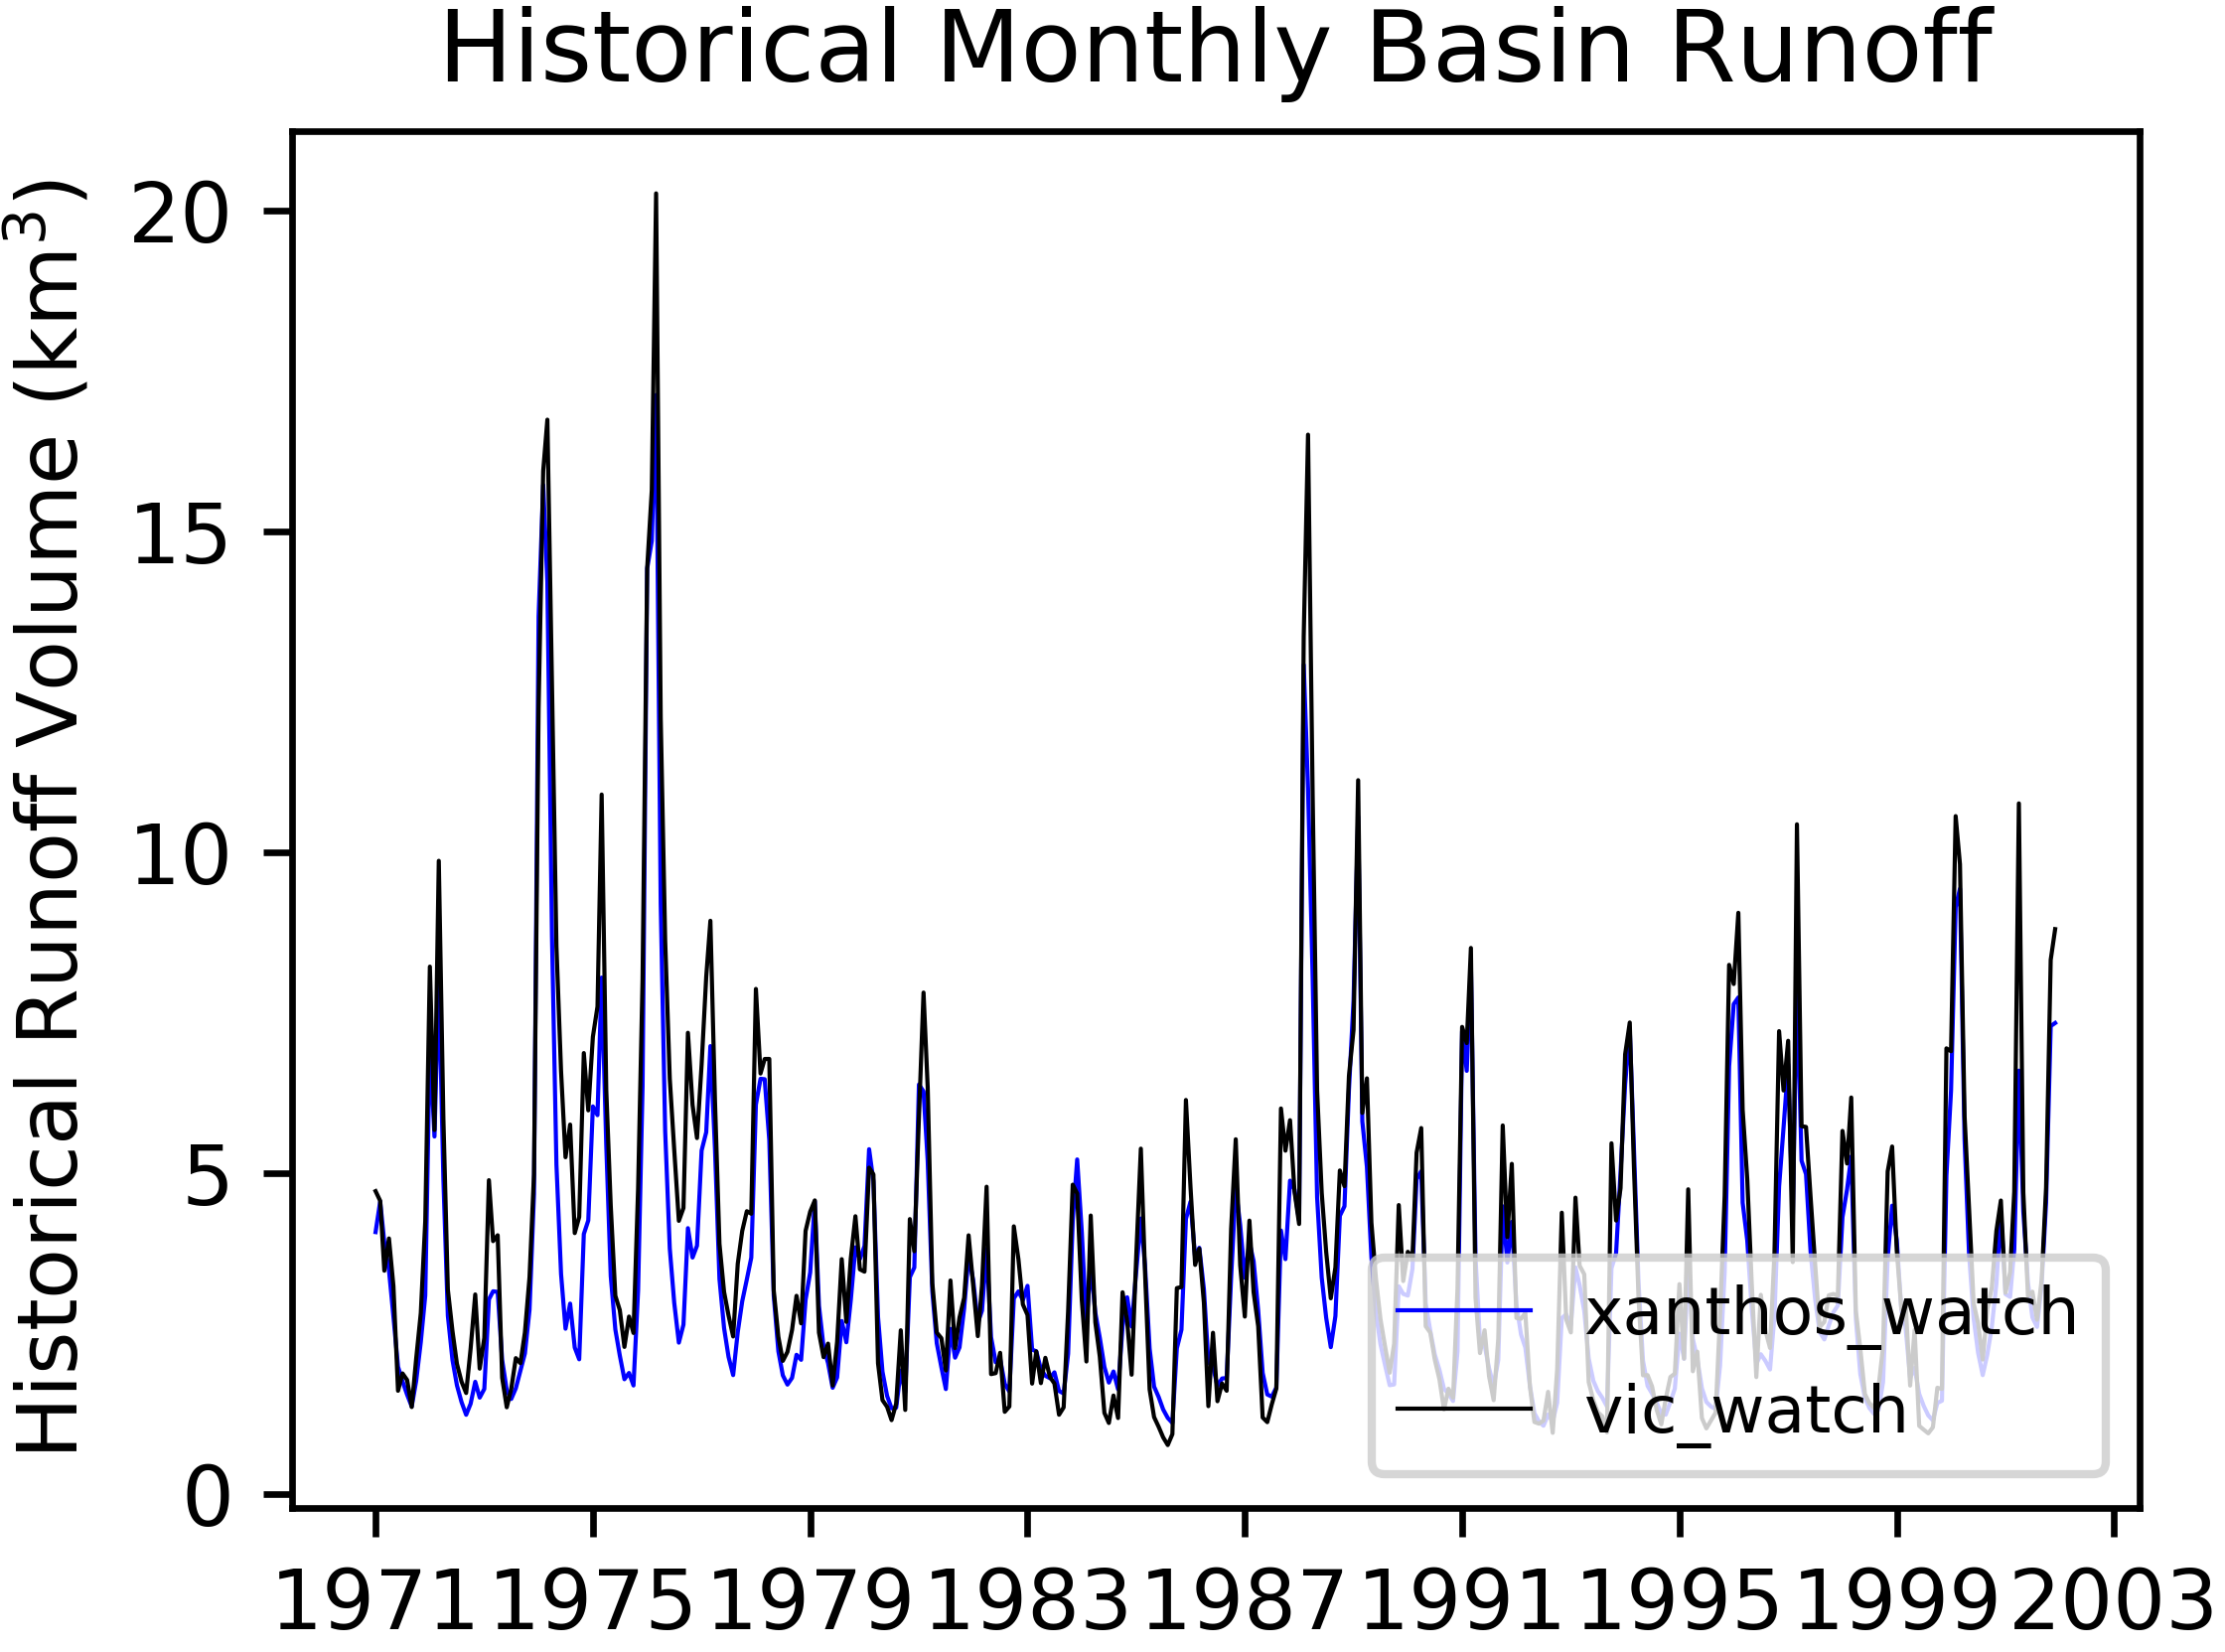 Historical Monthly Basin Runoff
Historical Runoff Volume (km³)
20
15
10
5
0
xanthos_watch
vic_watch
1971 1975 1979 1983 1987 1991 1995 1999 2003